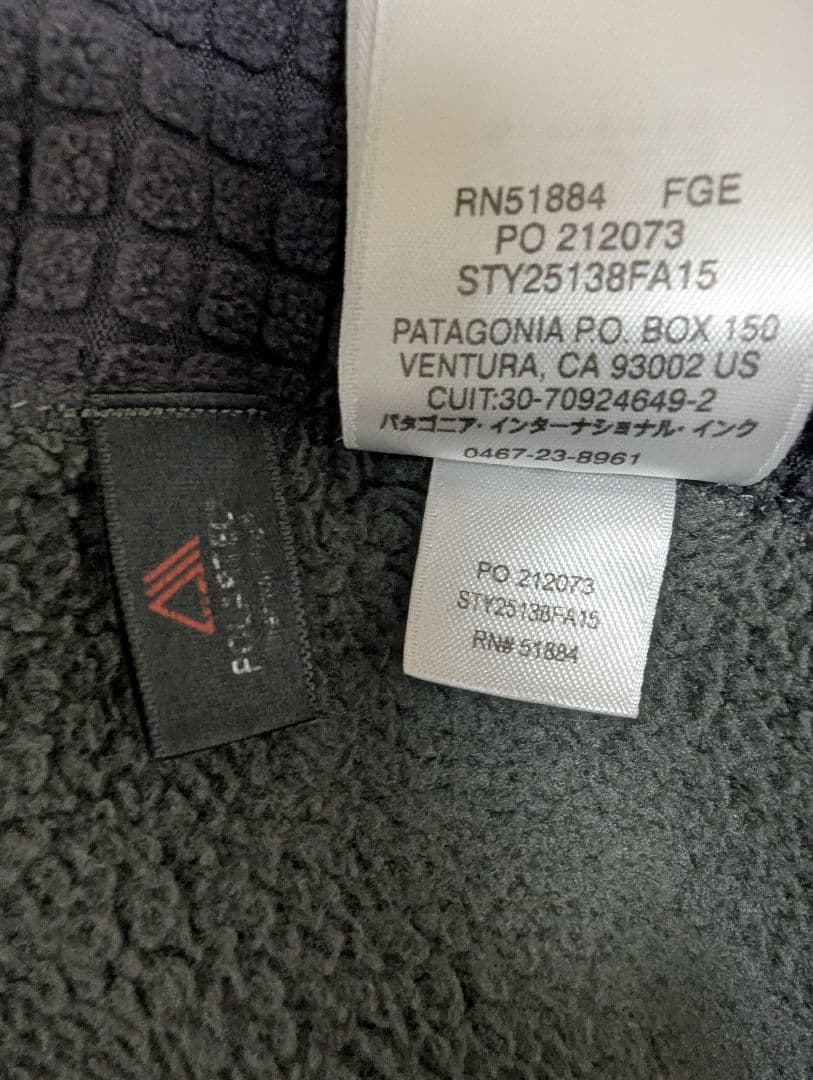 RN51884 FGE
PO 212073
STY25138FA15
PATAGONIA P.O. BOX 150
VENTURA, CA 93002 US
CUIT:30-70924649-2
パタゴニア・インターナショナル・インク
0467-23-8961
PO 212073
STY25138FA15
RN# 51884